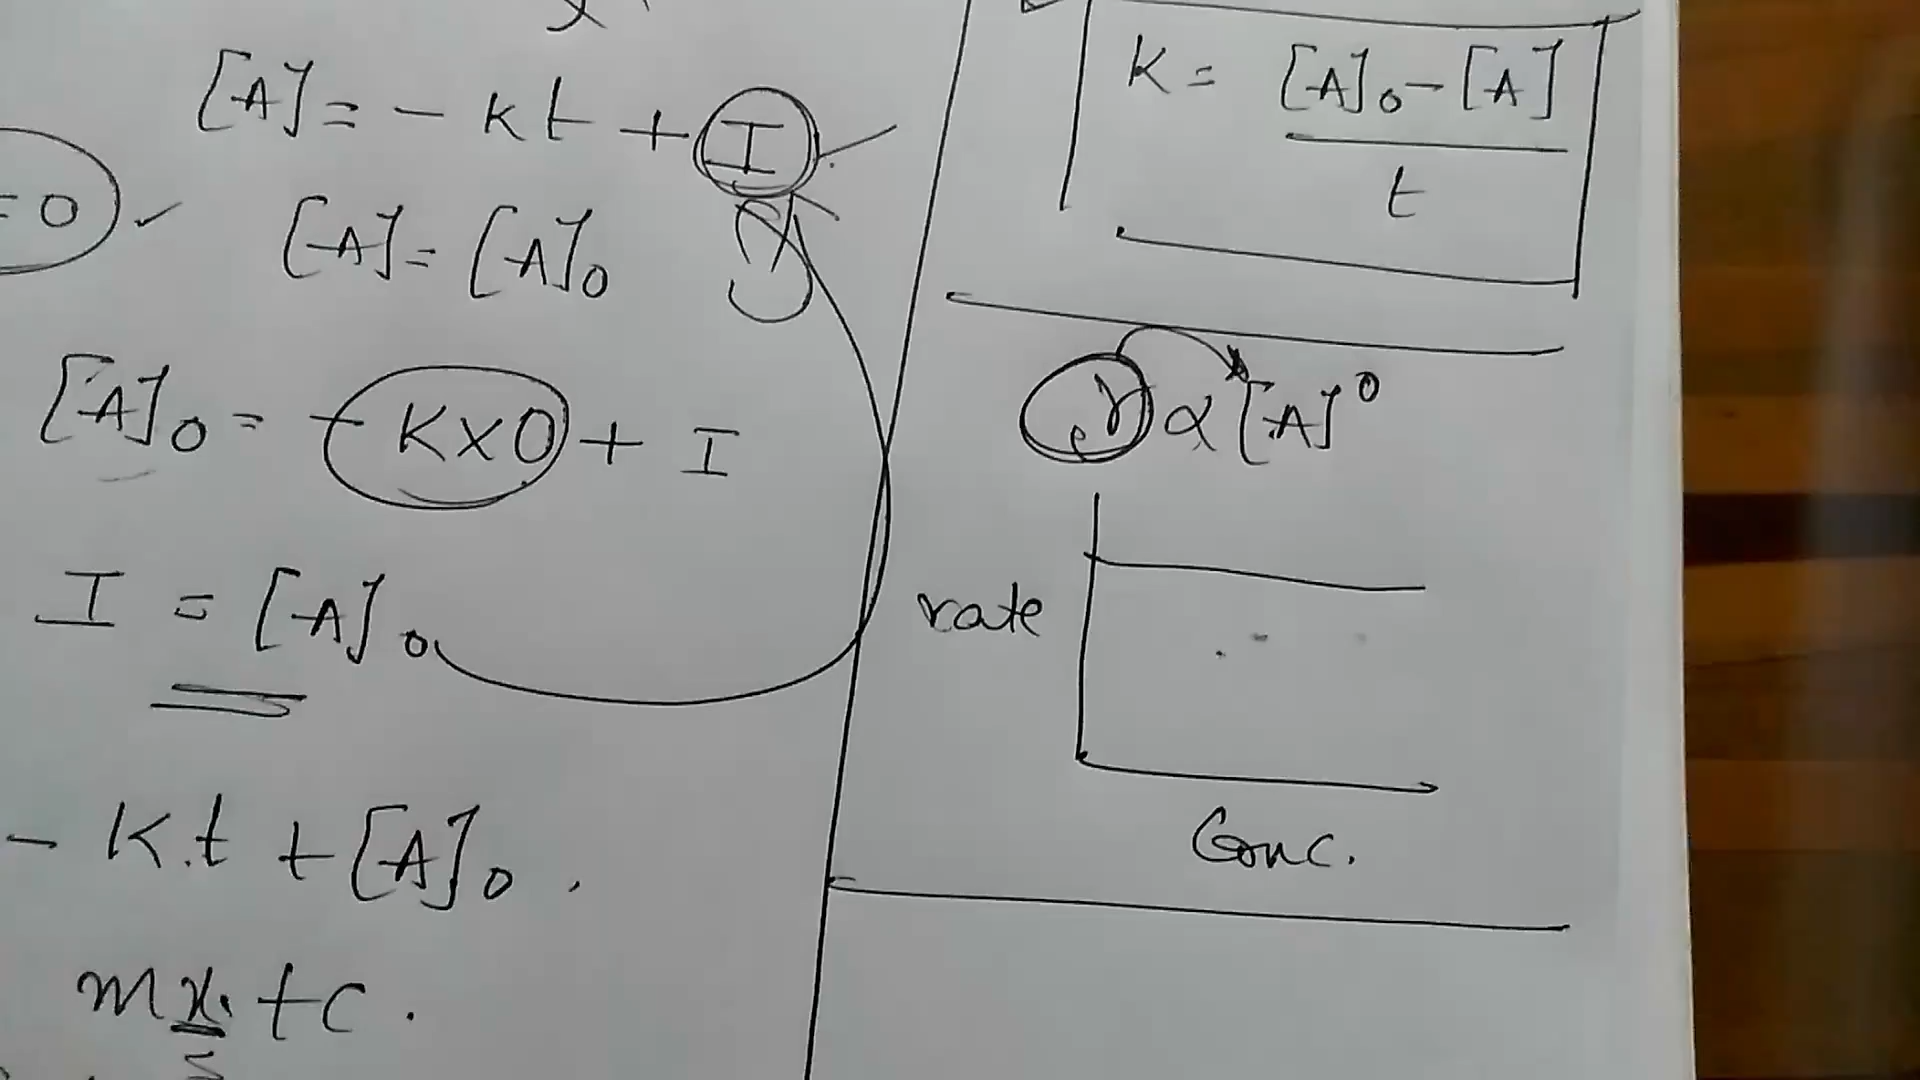 [A] = - Kt + I
= 0
[A] = [A]₀
[A]₀ = - K×0 + I
I = [A]₀
- K.t + [A]₀.
mx + c.
K = [A]₀ - [A]
t
r α [A]⁰
rate
Conc.